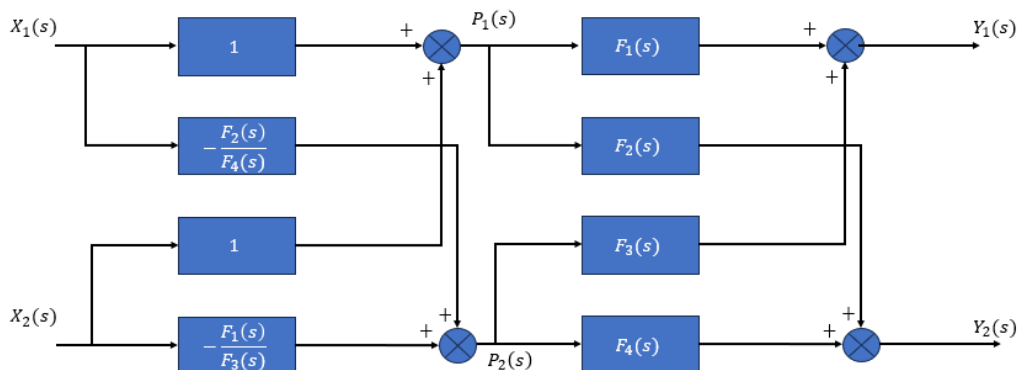 X₁(s)
P₁(s)
Y₁(s)
+
+
1
F₁(s)
+
+
−F₂(s)/F₄(s)
F₂(s)
1
F₃(s)
X₂(s)
+
+
Y₂(s)
+
+
−F₁(s)/F₃(s)
F₄(s)
P₂(s)